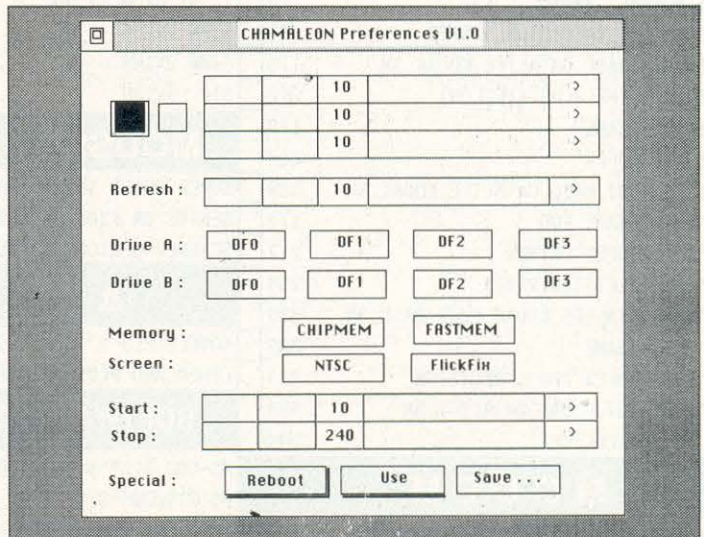 CHAMÄLEON Preferences V1.0
10 >
10 >
10 >
Refresh : 10 >
Drive A : DF0 DF1 DF2 DF3
Drive B : DF0 DF1 DF2 DF3
Memory : CHIPMEM FASTMEM
Screen : NTSC FlickFix
Start : 10 >
Stop : 240 >
Special : Reboot Use Save . . .